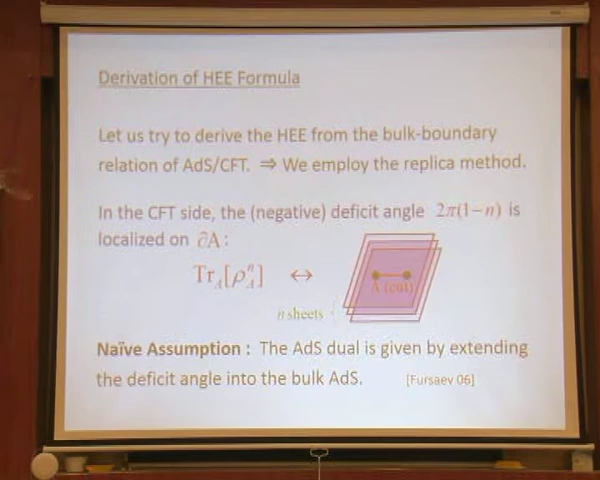 Derivation of HEE Formula
Let us try to derive the HEE from the bulk-boundary
relation of AdS/CFT. ⇒ We employ the replica method.
In the CFT side, the (negative) deficit angle 2π(1−n) is
localized on ∂A :
Tr_A[ρ_A^n] ↔
A (cut)
n sheets {
Naïve Assumption : The AdS dual is given by extending
the deficit angle into the bulk AdS. [Fursaev 06]